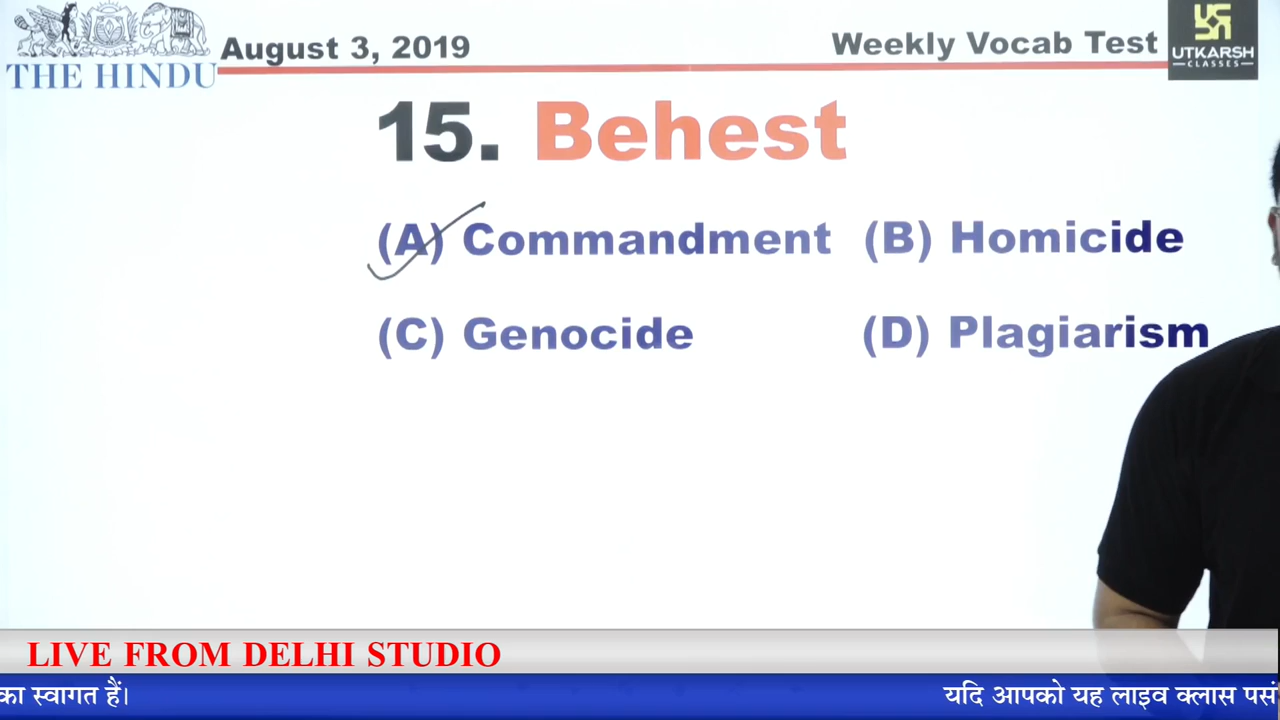 THE HINDU
August 3, 2019
Weekly Vocab Test
UTKARSH
CLASSES
15. Behest
(A) Commandment (B) Homicide
(C) Genocide (D) Plagiarism
LIVE FROM DELHI STUDIO
का स्वागत हैं। यदि आपको यह लाइव क्लास पसं